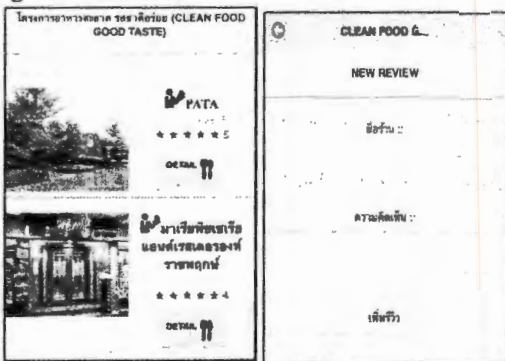 โครงการอาหารสะอาด รสชาติอร่อย (CLEAN FOOD
GOOD TASTE)
PATA
★★★★★5
DETAIL
มาเรียพิซเซเรีย
แอนด์เรสเตอรองท์
ราชพฤกษ์
★★★★★4
DETAIL
CLEAN FOOD G...
NEW REVIEW
ชื่อร้าน ::
ความคิดเห็น ::
เพิ่มรีวิว